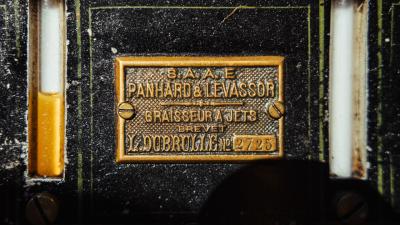 S.A.A.E
PANHARD & LEVASSOR
GRAISSEUR A JETS
BREVET
L. DUBRULLE No 2725